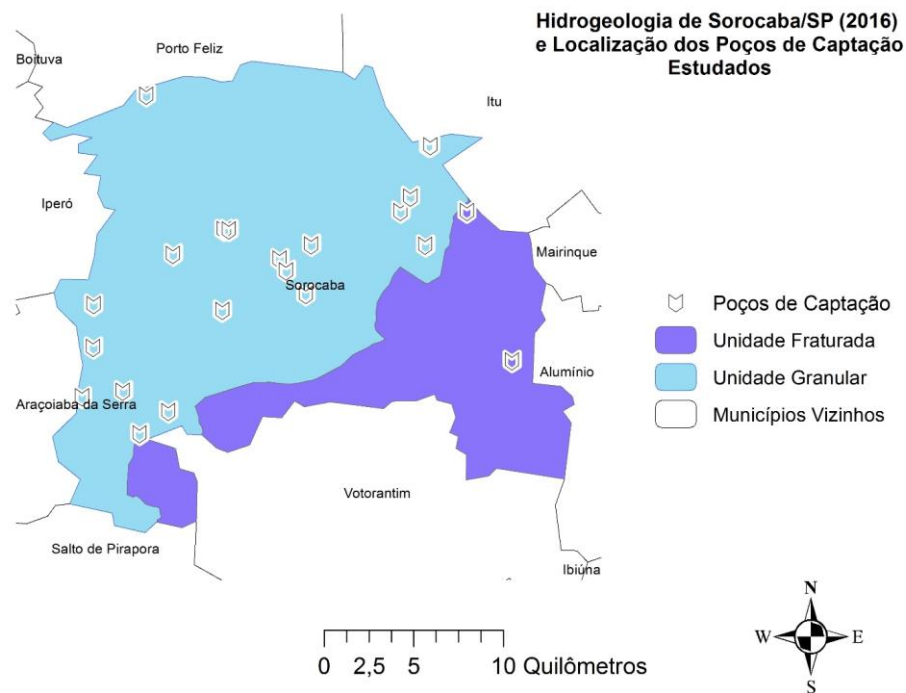 Hidrogeologia de Sorocaba/SP (2016)
e Localização dos Poços de Captação
Estudados
Porto Feliz
Boituva
Itu
Iperó
Mairinque
Sorocaba
Alumínio
Araçoiaba da Serra
Votorantim
Salto de Pirapora
Ibiúna
Poços de Captação
Unidade Fraturada
Unidade Granular
Municípios Vizinhos
0 2,5 5 10 Quilômetros
N
W E
S